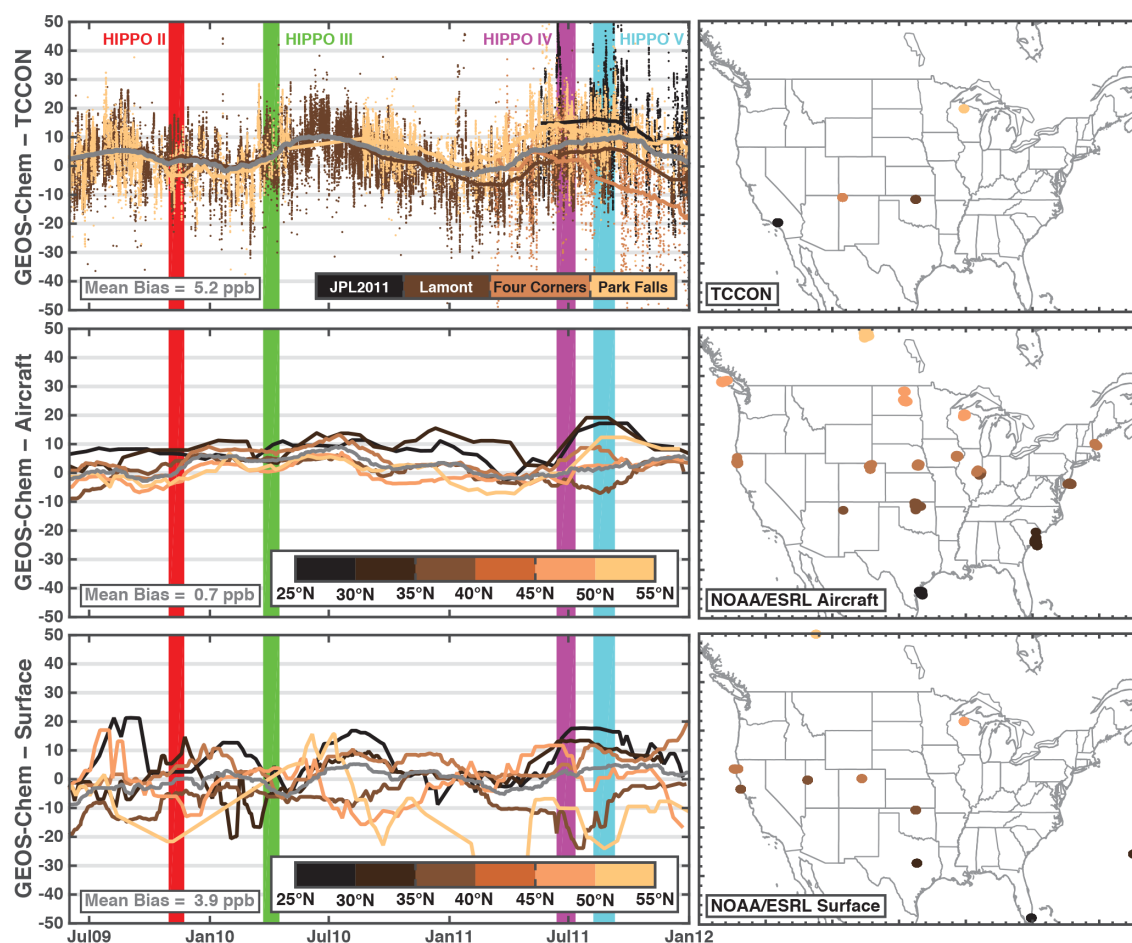 50
40
30
20
10
0
-10
-20
-30
-40
-50
GEOS-Chem – TCCON
HIPPO II
HIPPO III
HIPPO IV
HIPPO V
Mean Bias = 5.2 ppb
JPL2011
Lamont
Four Corners
Park Falls
TCCON
50
40
30
20
10
0
-10
-20
-30
-40
-50
GEOS-Chem – Aircraft
Mean Bias = 0.7 ppb
25°N 30°N 35°N 40°N 45°N 50°N 55°N
NOAA/ESRL Aircraft
50
40
30
20
10
0
-10
-20
-30
-40
-50
GEOS-Chem – Surface
Mean Bias = 3.9 ppb
25°N 30°N 35°N 40°N 45°N 50°N 55°N
NOAA/ESRL Surface
Jul09 Jan10 Jul10 Jan11 Jul11 Jan12